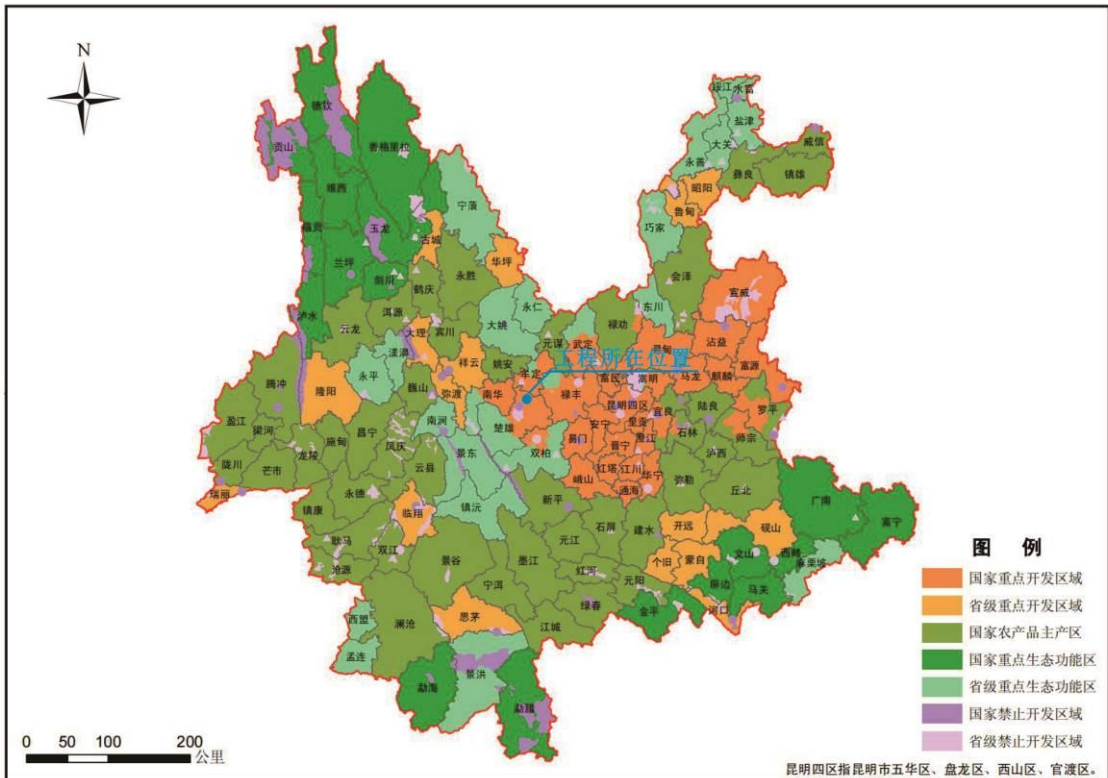 N
绥江
水富
盐津
大关
永善
威信
彝良
镇雄
昭阳
鲁甸
巧家
会泽
德钦
贡山
香格里拉
维西
福贡
玉龙
宁蒗
古城
华坪
兰坪
剑川
永胜
鹤庆
宣威
东川
永仁
大姚
泸水
云龙
洱源
大理
宾川
元谋
武定
禄劝
寻甸
沾益
漾濞
祥云
姚安
牟定
工程所在位置
富民
嵩明
马龙
麒麟
富源
永平
隆阳
巍山
弥渡
南华
禄丰
昆明四区
宜良
陆良
罗平
腾冲
楚雄
安宁
呈贡
澄江
石林
师宗
盈江
梁河
施甸
昌宁
凤庆
南涧
景东
双柏
易门
晋宁
泸西
陇川
芒市
龙陵
云县
峨山
红塔
江川
华宁
通海
弥勒
丘北
广南
富宁
瑞丽
镇康
永德
临翔
镇沅
新平
石屏
建水
开远
砚山
耿马
双江
景谷
墨江
元江
红河
个旧
蒙自
文山
西畴
麻栗坡
沧源
宁洱
元阳
屏边
马关
绿春
金平
河口
西盟
澜沧
思茅
江城
孟连
景洪
勐海
勐腊
图 例
国家重点开发区域
省级重点开发区域
国家农产品主产区
国家重点生态功能区
省级重点生态功能区
国家禁止开发区域
省级禁止开发区域
0 50 100 200
公里
昆明四区指昆明市五华区、盘龙区、西山区、官渡区。